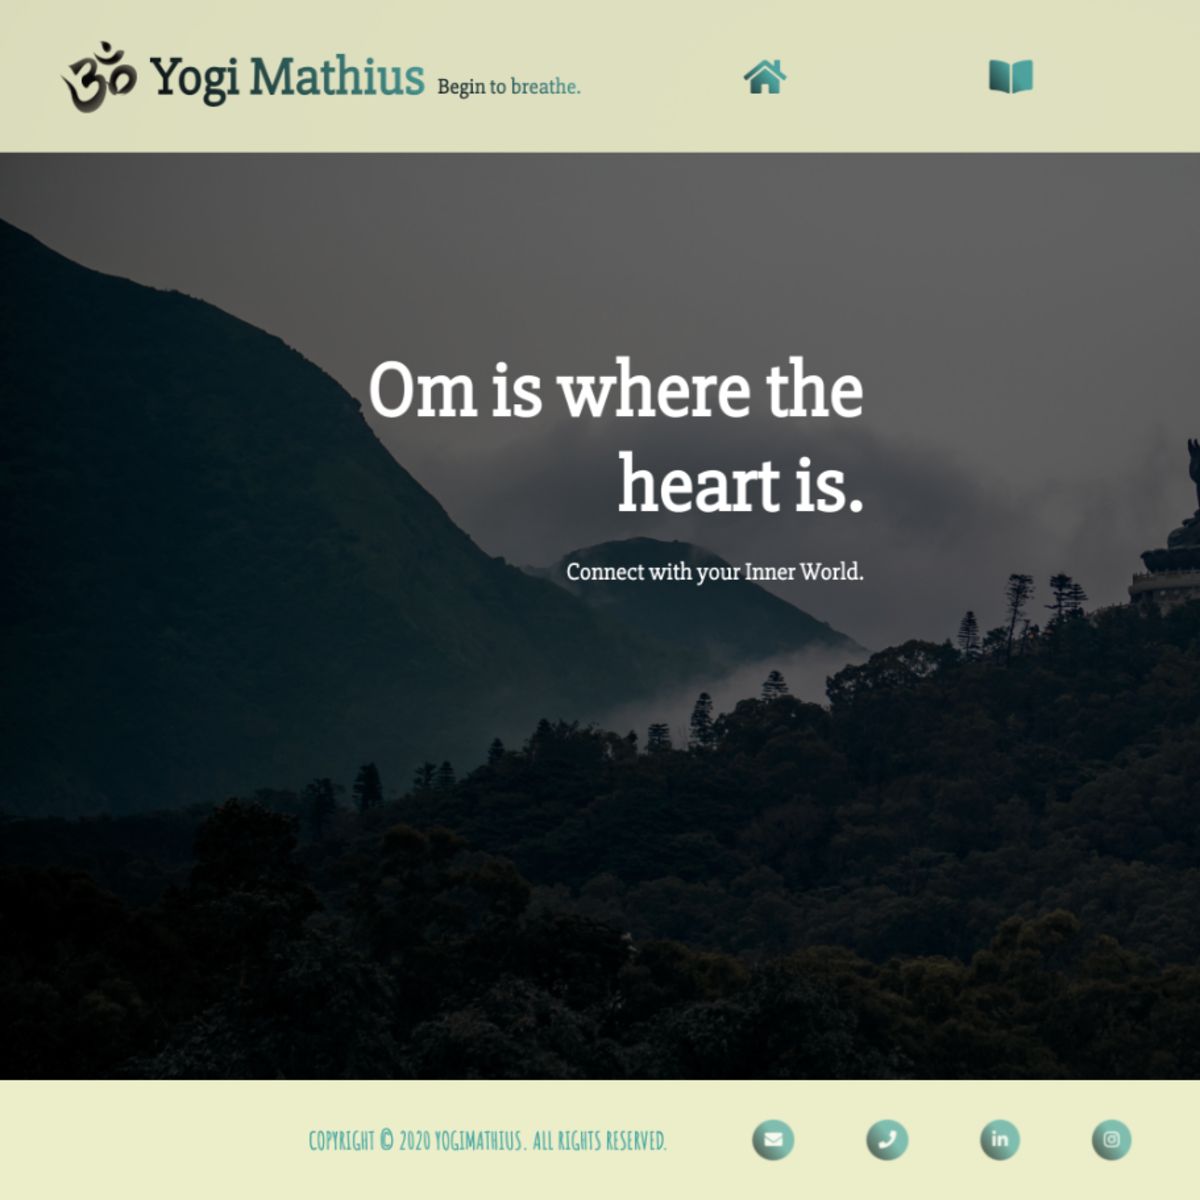 ॐ Yogi Mathius Begin to breathe.
Om is where the
heart is.
Connect with your Inner World.
COPYRIGHT © 2020 YOGIMATHIUS. ALL RIGHTS RESERVED.
in